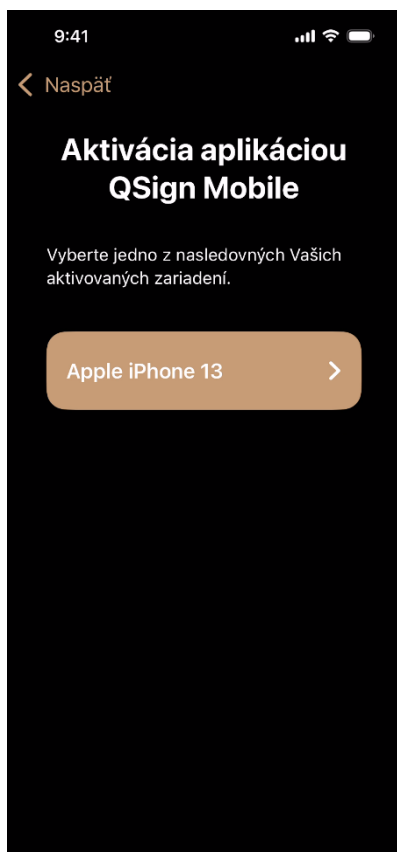 9:41
Naspäť
Aktivácia aplikáciou
QSign Mobile
Vyberte jedno z nasledovných Vašich
aktivovaných zariadení.
Apple iPhone 13